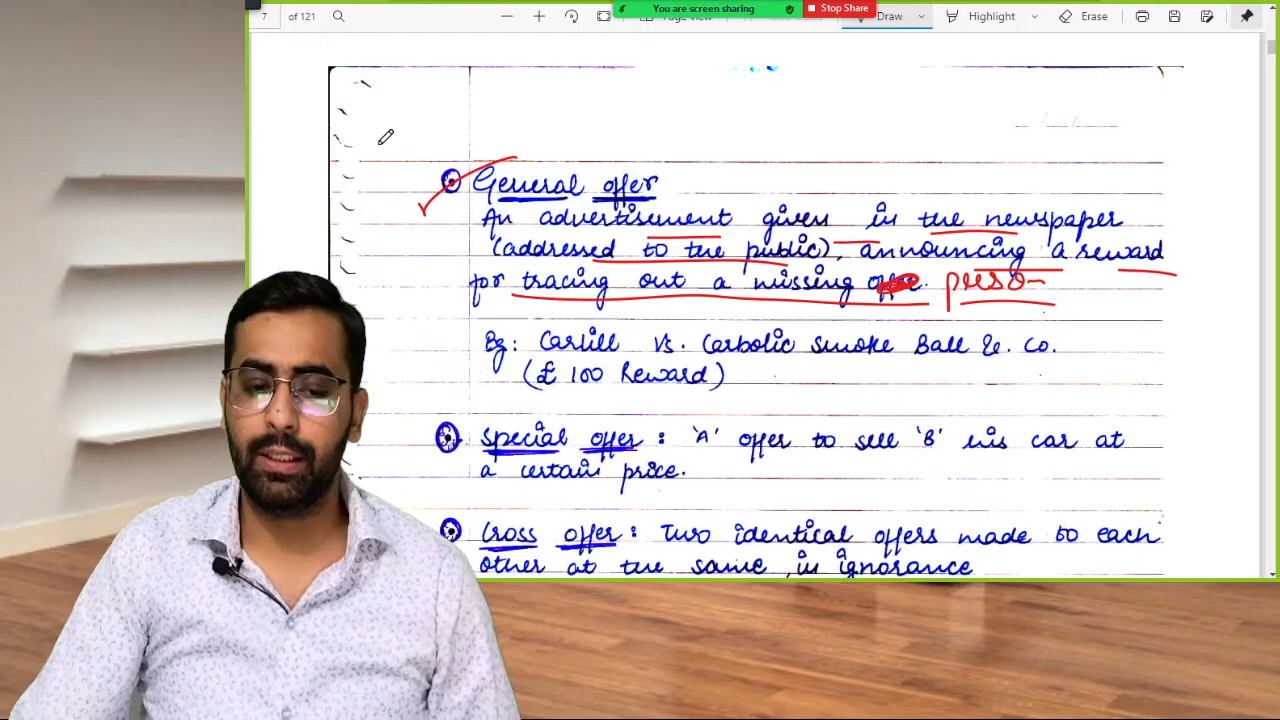 You are screen sharing
Stop Share
7 of 121
Draw
Highlight
Erase
General offer
An advertisement given in the newspaper
(addressed to the public), announcing a reward
for tracing out a missing person
Eg: Carlill vs. Carbolic Smoke Ball & Co.
(£ 100 Reward)
Special offer : 'A' offer to sell 'B' his car at
a certain price.
Cross offer : Two identical offers made to each
other at the same , in ignorance